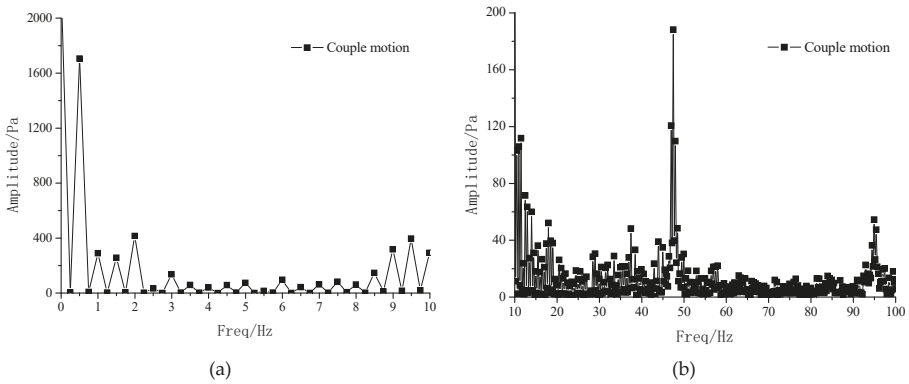 2000
1600
1200
800
400
0
Amplitude/Pa
Couple motion
0 1 2 3 4 5 6 7 8 9 10
Freq/Hz
(a)
200
160
120
80
40
0
Amplitude/Pa
Couple motion
10 20 30 40 50 60 70 80 90 100
Freq/Hz
(b)